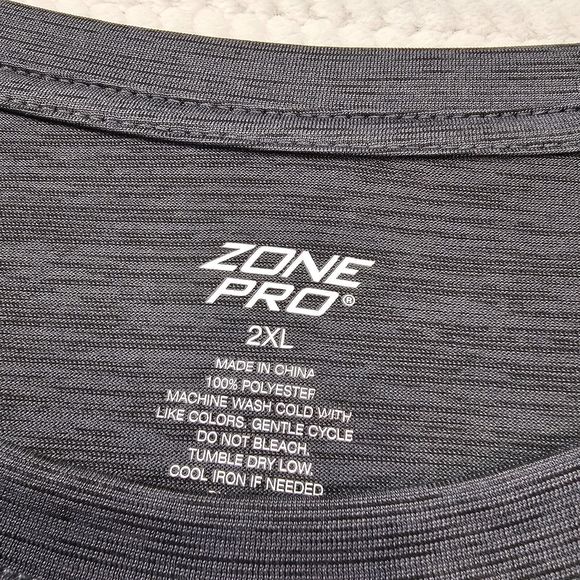 ZONE
PRO®
2XL
MADE IN CHINA
100% POLYESTER
MACHINE WASH COLD WITH
LIKE COLORS, GENTLE CYCLE
DO NOT BLEACH.
TUMBLE DRY LOW.
COOL IRON IF NEEDED